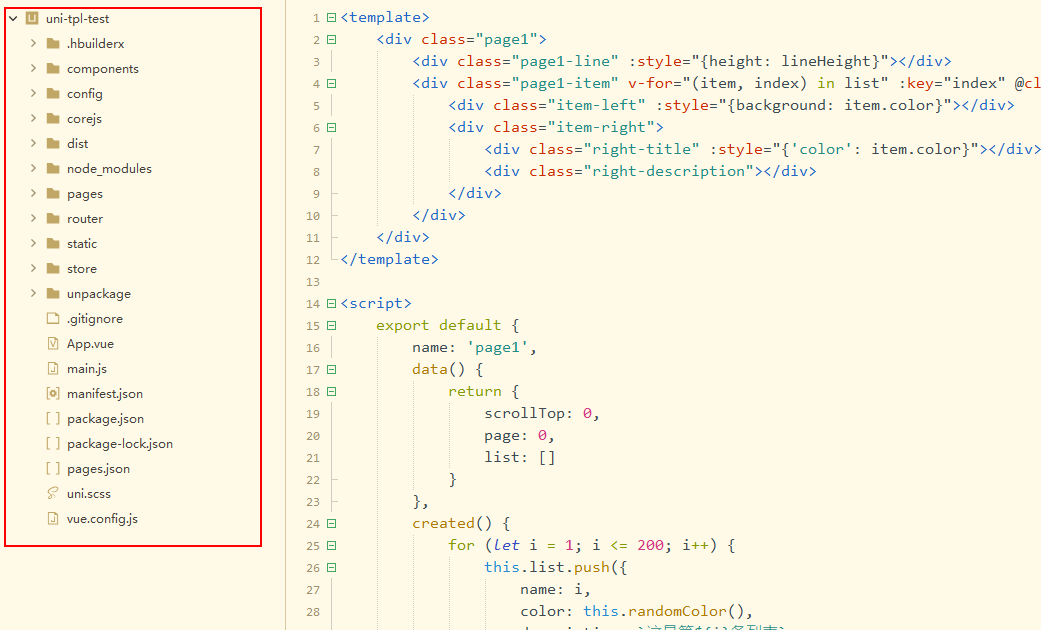 uni-tpl-test
.hbuilderx
components
config
corejs
dist
node_modules
pages
router
static
store
unpackage
.gitignore
App.vue
main.js
manifest.json
package.json
package-lock.json
pages.json
uni.scss
vue.config.js
1 <template>
2 <div class="page1">
3 <div class="page1-line" :style="{height: lineHeight}"></div>
4 <div class="page1-item" v-for="(item, index) in list" :key="index" @cl
5 <div class="item-left" :style="{background: item.color}"></div>
6 <div class="item-right">
7 <div class="right-title" :style="{'color': item.color}"></div>
8 <div class="right-description"></div>
9 </div>
10 </div>
11 </div>
12 </template>
13
14 <script>
15 export default {
16 name: 'page1',
17 data() {
18 return {
19 scrollTop: 0,
20 page: 0,
21 list: []
22 }
23 },
24 created() {
25 for (let i = 1; i <= 200; i++) {
26 this.list.push({
27 name: i,
28 color: this.randomColor(),